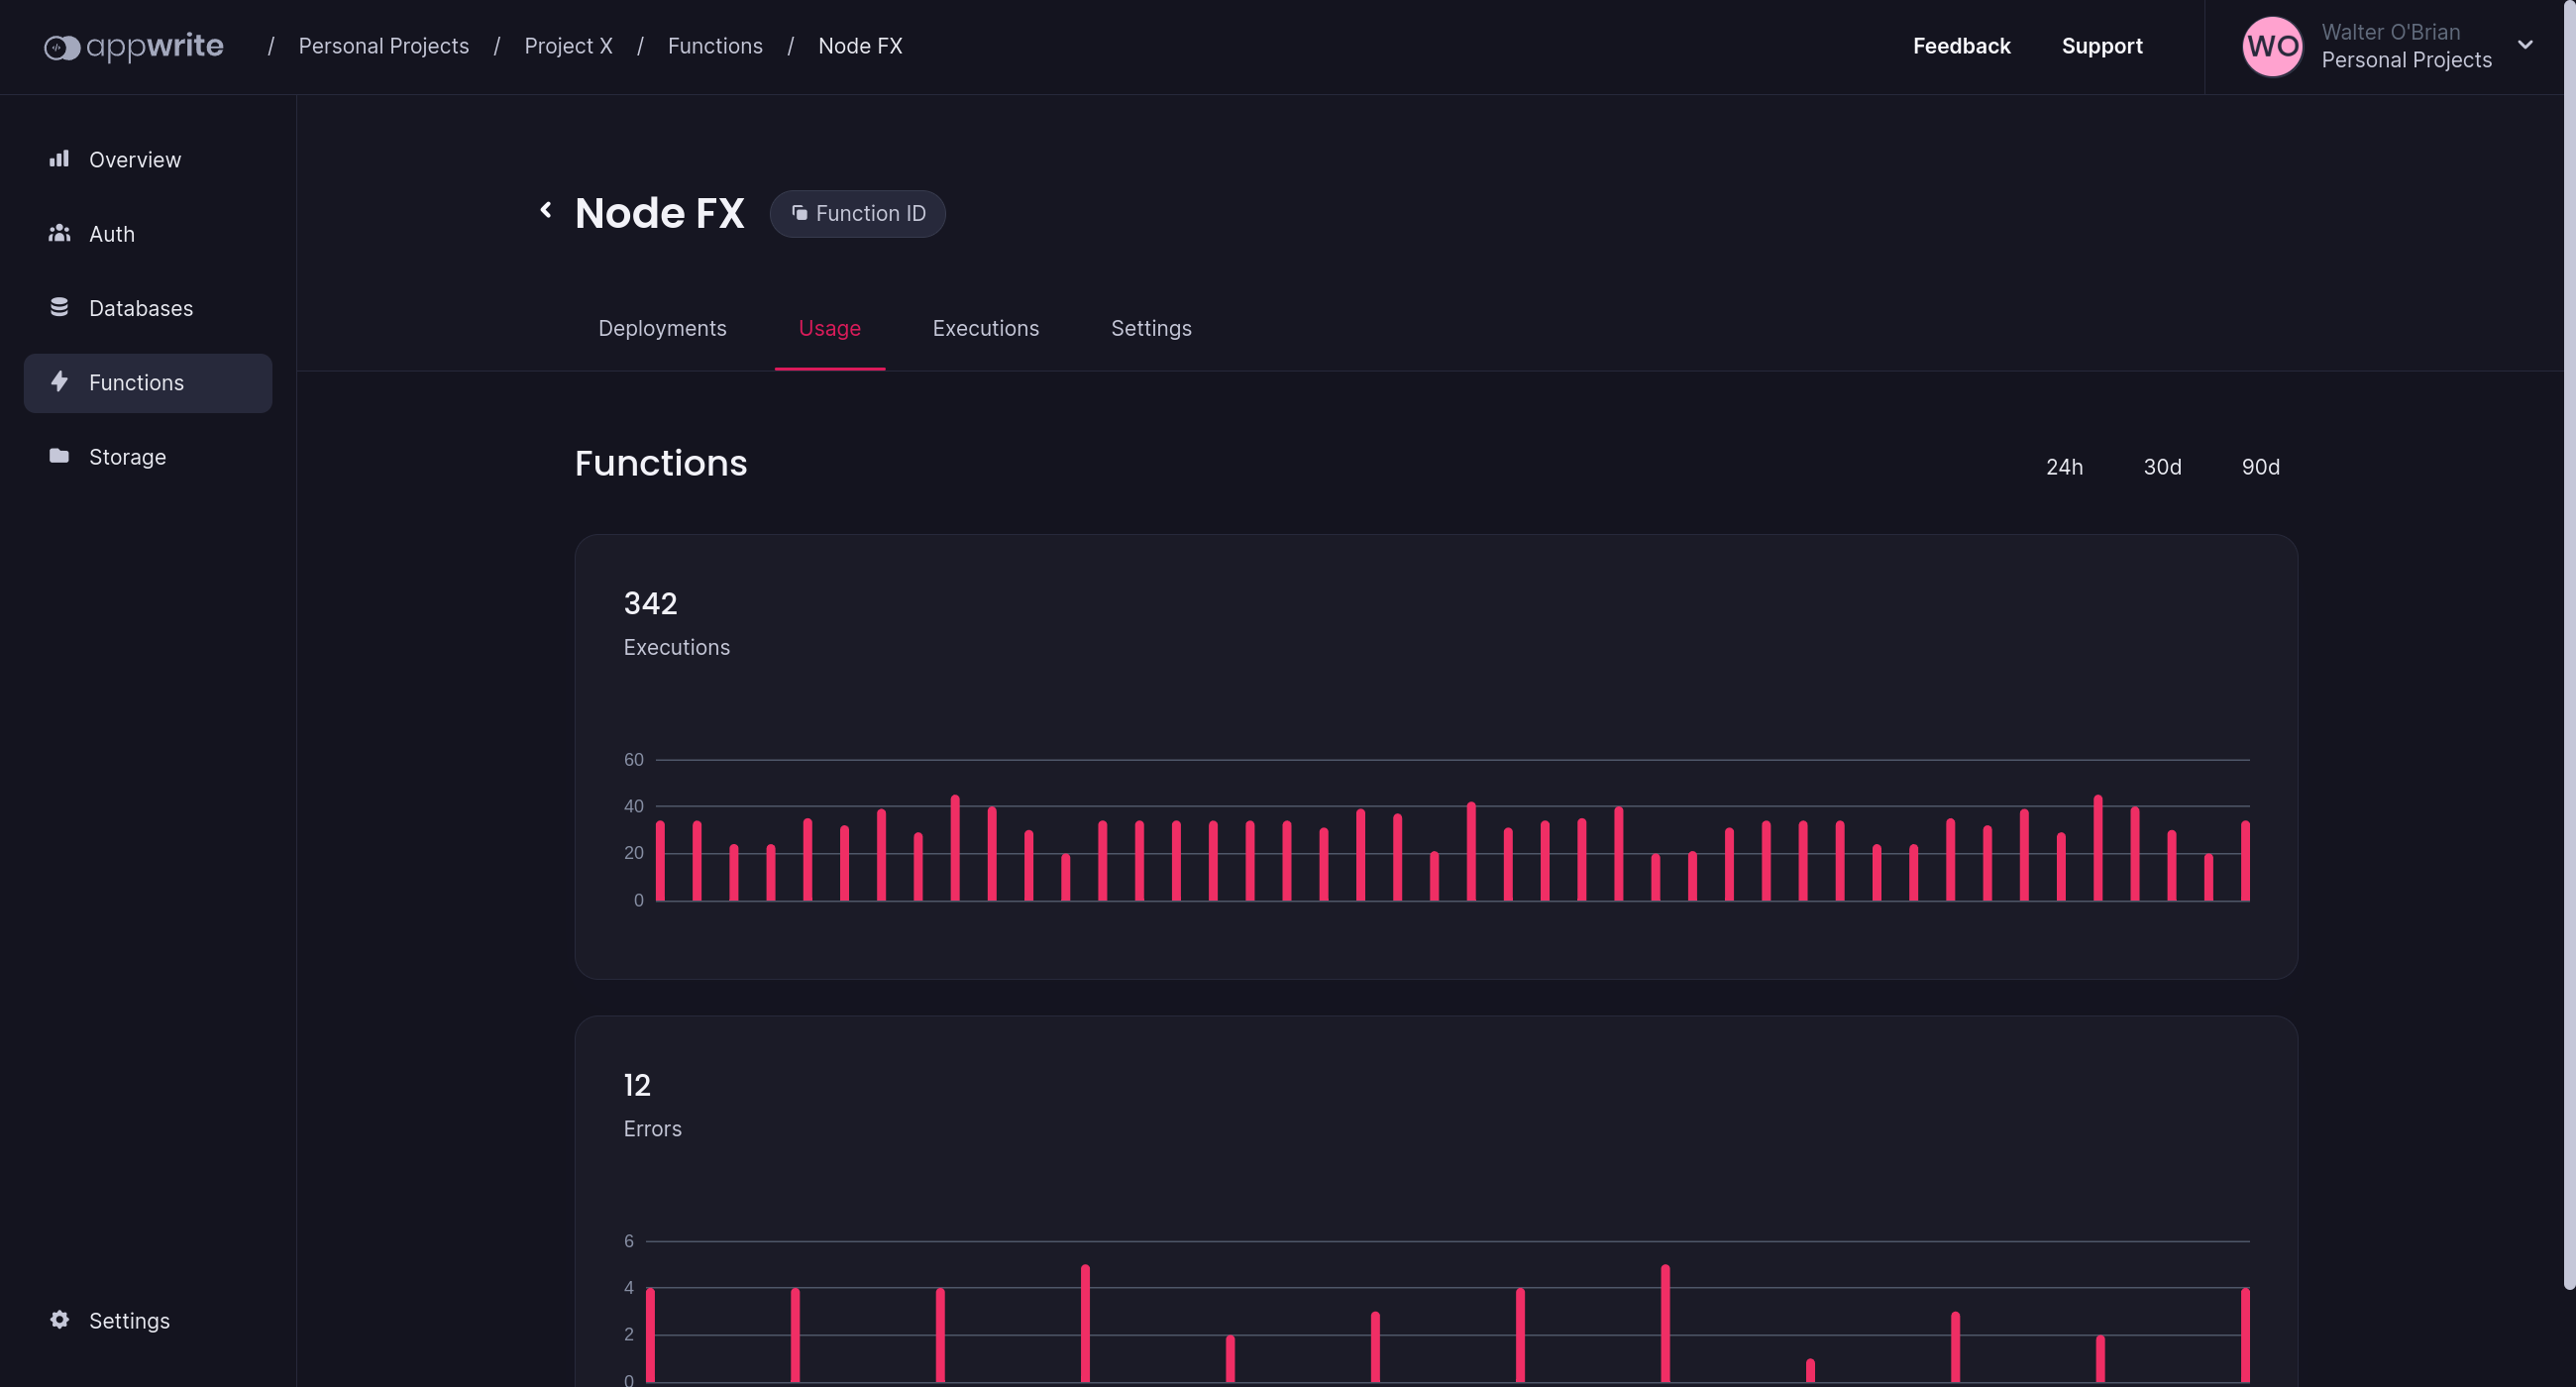 appwrite / Personal Projects / Project X / Functions / Node FX
Feedback Support
WO
Walter O'Brian
Personal Projects
Overview
Auth
Databases
Functions
Storage
Settings
Node FX
Function ID
Deployments Usage Executions Settings
Functions
24h 30d 90d
342
Executions
60
40
20
0
12
Errors
6
4
2
0